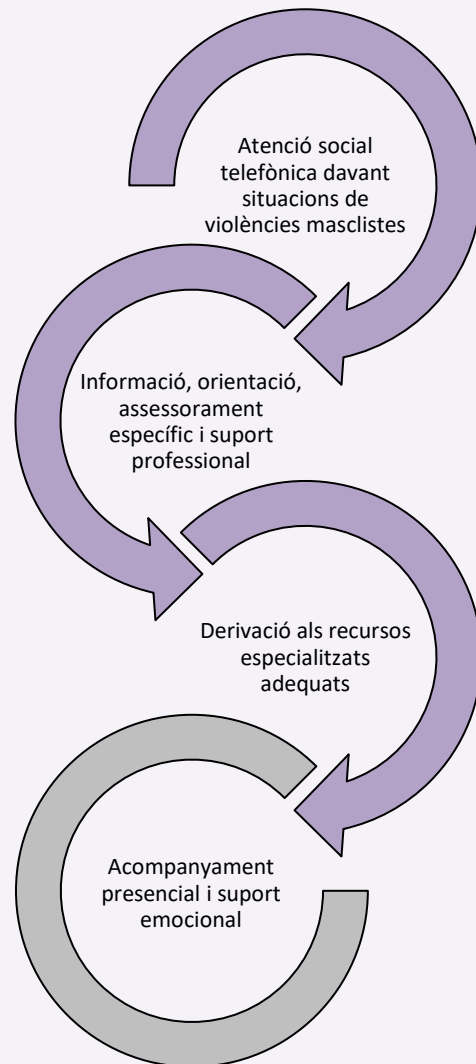 Atenció social
telefònica davant
situacions de
violències masclistes
Informació, orientació,
assessorament
específic i suport
professional
Derivació als recursos
especialitzats
adequats
Acompanyament
presencial i suport
emocional